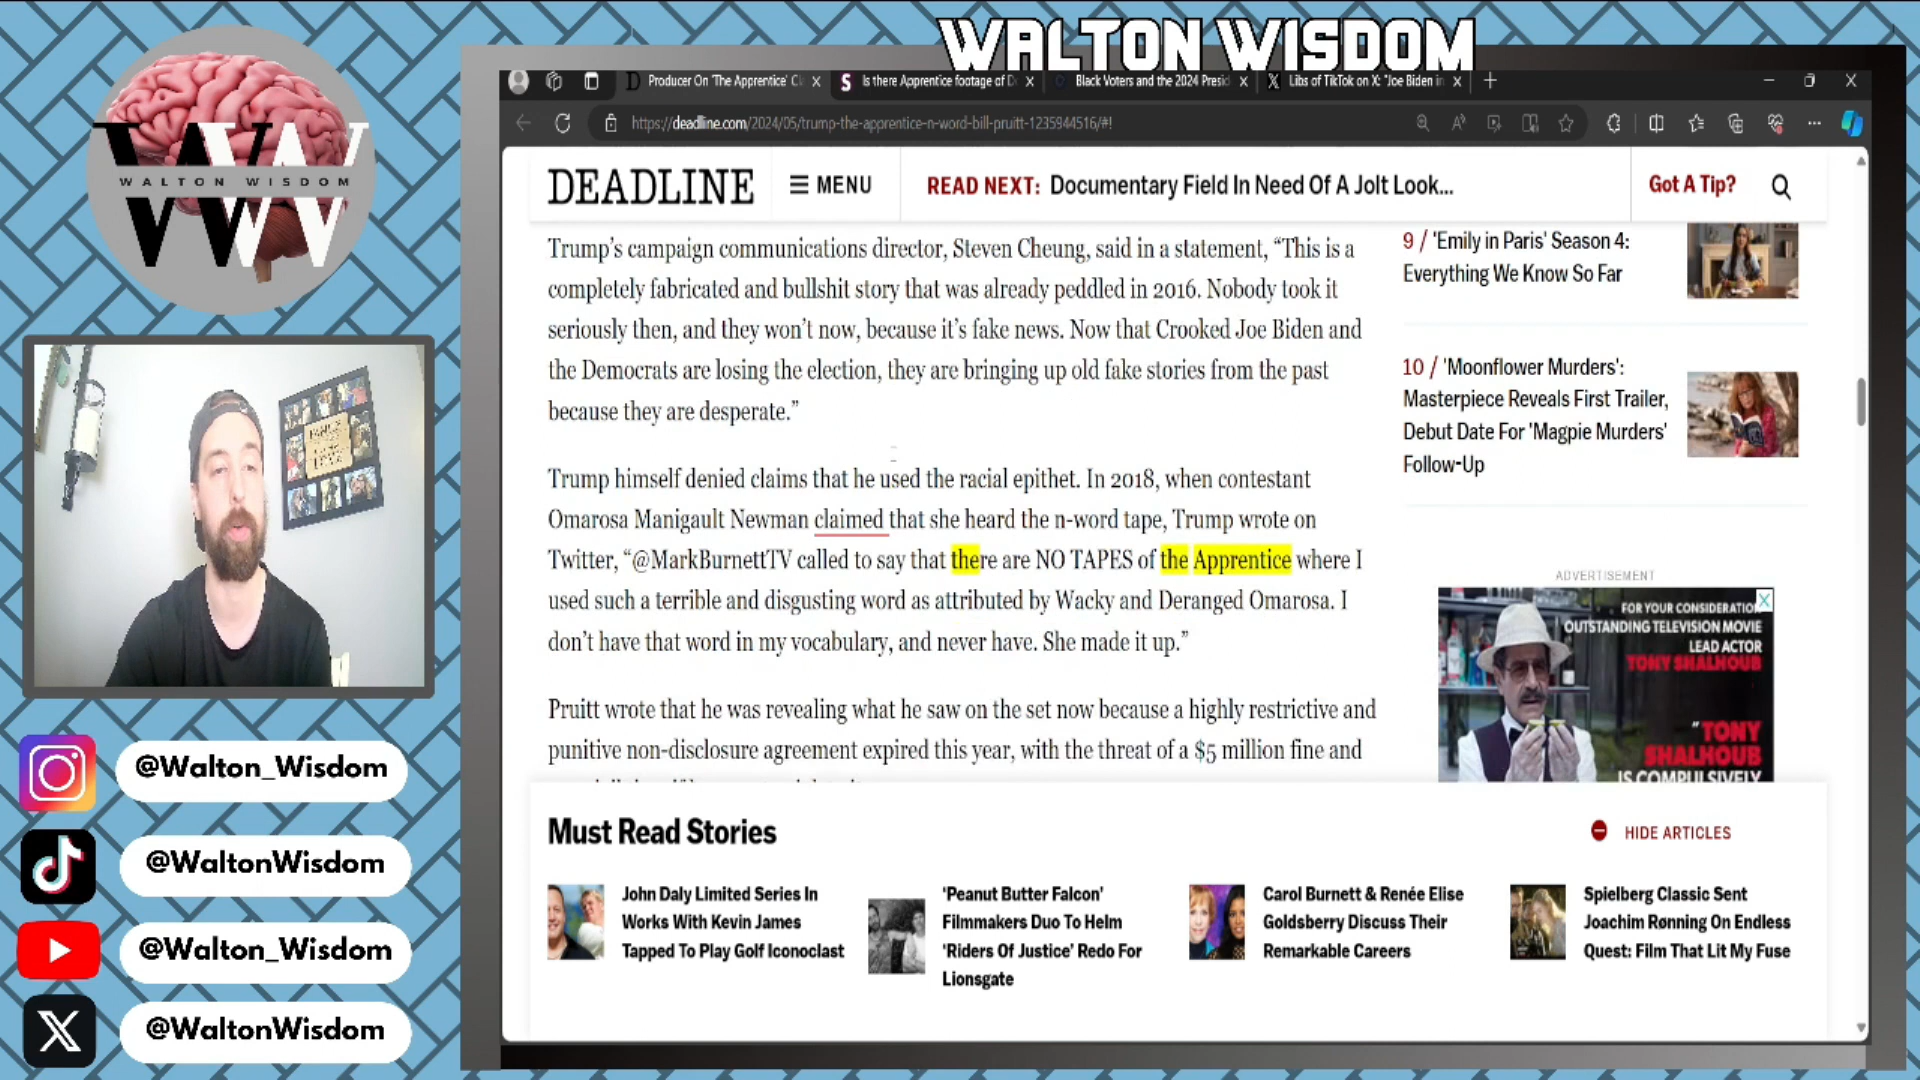 WALTON WISDOM
WALTON WISDOM
Producer On 'The Apprentice' Cl
Is there Apprentice footage of D
Black Voters and the 2024 Presid
Libs of TikTok on X: "Joe Biden in
https://deadline.com/2024/05/trump-the-apprentice-n-word-bill-pruitt-1235944516/#!
DEADLINE
MENU
READ NEXT: Documentary Field In Need Of A Jolt Look...
Got A Tip?
Trump's campaign communications director, Steven Cheung, said in a statement, "This is a
completely fabricated and bullshit story that was already peddled in 2016. Nobody took it
seriously then, and they won't now, because it's fake news. Now that Crooked Joe Biden and
the Democrats are losing the election, they are bringing up old fake stories from the past
because they are desperate."
Trump himself denied claims that he used the racial epithet. In 2018, when contestant
Omarosa Manigault Newman claimed that she heard the n-word tape, Trump wrote on
Twitter, "@MarkBurnettTV called to say that there are NO TAPES of the Apprentice where I
used such a terrible and disgusting word as attributed by Wacky and Deranged Omarosa. I
don't have that word in my vocabulary, and never have. She made it up."
Pruitt wrote that he was revealing what he saw on the set now because a highly restrictive and
punitive non-disclosure agreement expired this year, with the threat of a $5 million fine and
9 / 'Emily in Paris' Season 4:
Everything We Know So Far
10 / 'Moonflower Murders':
Masterpiece Reveals First Trailer,
Debut Date For 'Magpie Murders'
Follow-Up
ADVERTISEMENT
FOR YOUR CONSIDERATION
OUTSTANDING TELEVISION MOVIE
LEAD ACTOR
TONY SHALHOUB
"TONY
SHALHOUB
IS COMPULSIVELY
Must Read Stories
HIDE ARTICLES
John Daly Limited Series In
Works With Kevin James
Tapped To Play Golf Iconoclast
'Peanut Butter Falcon'
Filmmakers Duo To Helm
'Riders Of Justice' Redo For
Lionsgate
Carol Burnett & Renée Elise
Goldsberry Discuss Their
Remarkable Careers
Spielberg Classic Sent
Joachim Rønning On Endless
Quest: Film That Lit My Fuse
@Walton_Wisdom
@WaltonWisdom
@Walton_Wisdom
@WaltonWisdom